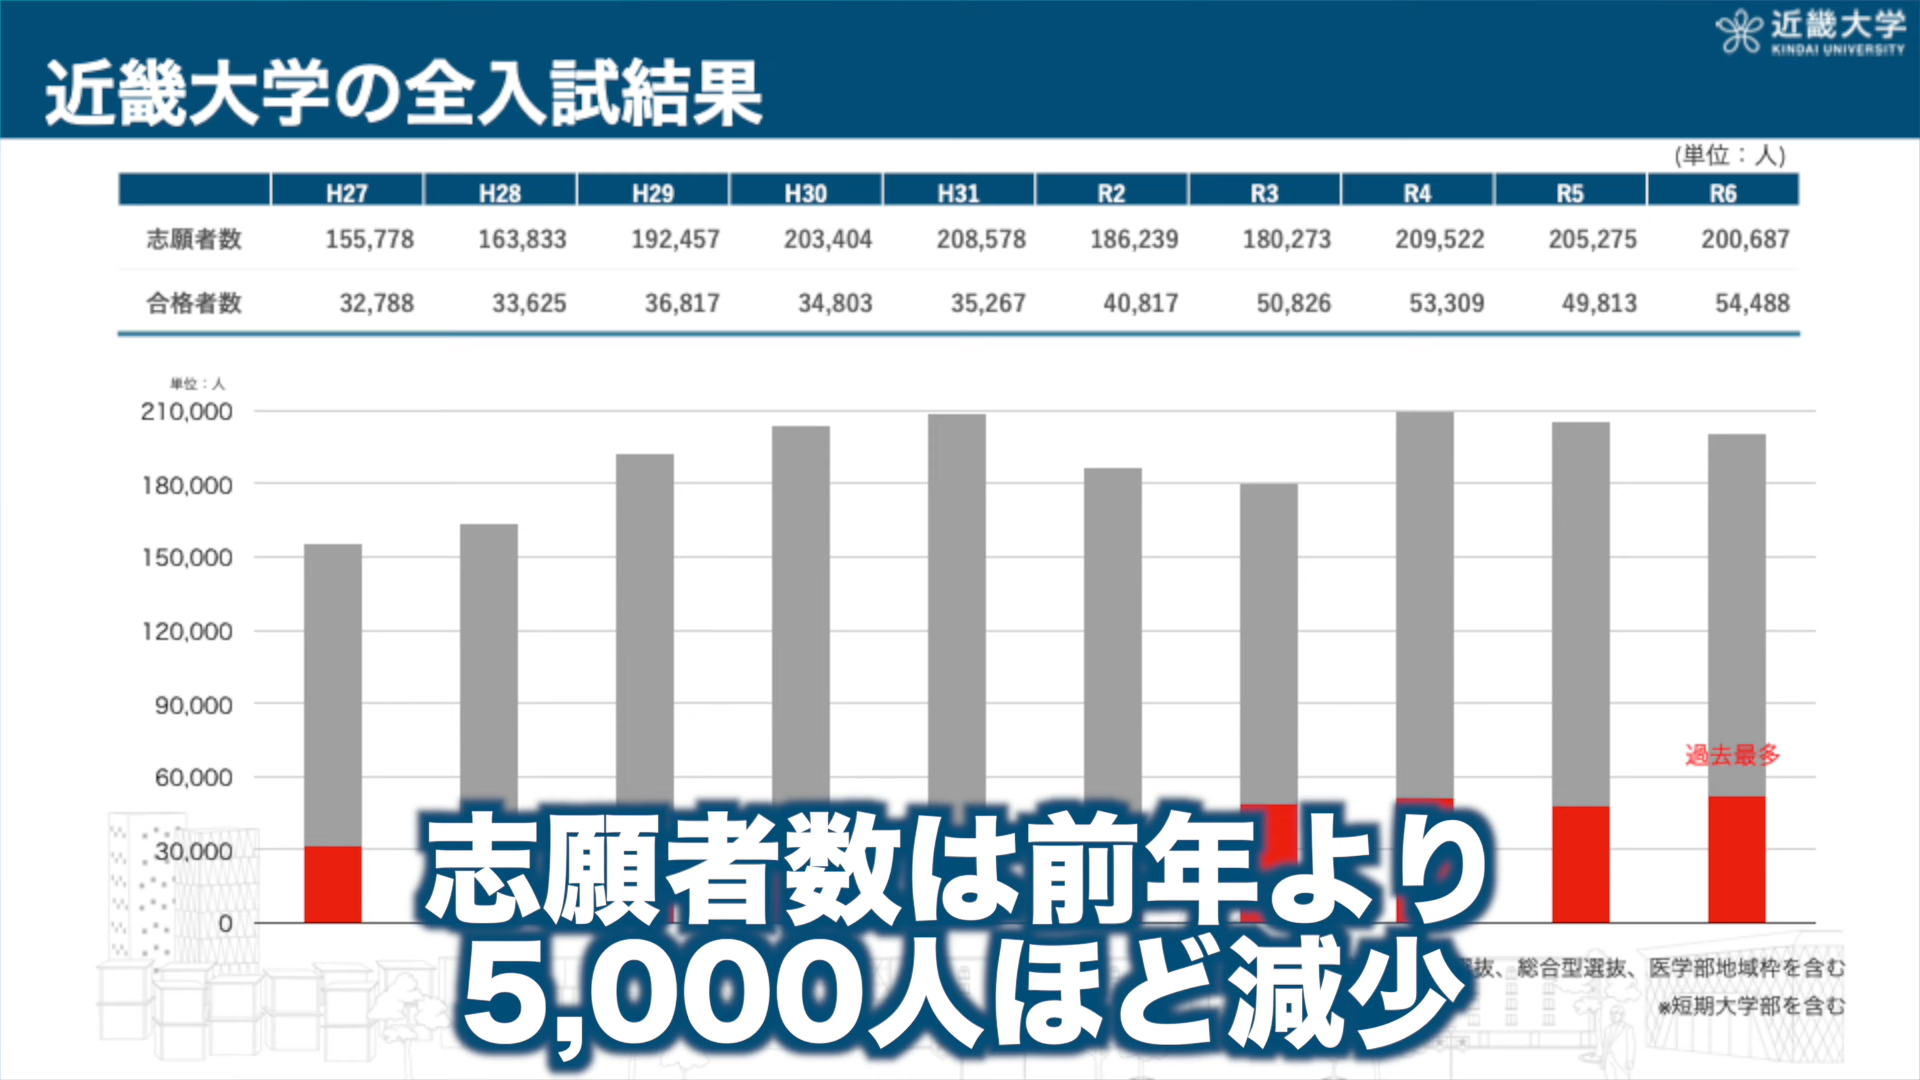 近畿大学
KINDAI UNIVERSITY
近畿大学の全入試結果
(単位：人)
H27 H28 H29 H30 H31 R2 R3 R4 R5 R6
志願者数 155,778 163,833 192,457 203,404 208,578 186,239 180,273 209,522 205,275 200,687
合格者数 32,788 33,625 36,817 34,803 35,267 40,817 50,826 53,309 49,813 54,488
単位：人
210,000
180,000
150,000
120,000
90,000
過去最多
60,000
30,000
0
志願者数は前年より
5,000人ほど減少
抜、総合型選抜、医学部地域枠を含む
※短期大学部を含む